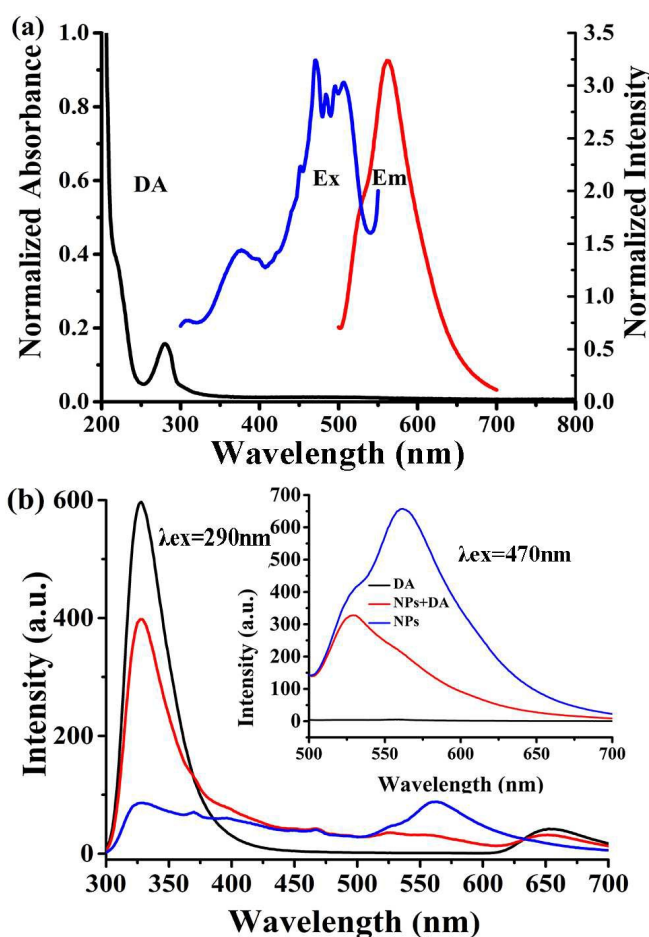 (a)
1.0
0.8
0.6
0.4
0.2
0.0
Normalized Absorbance
3.5
3.0
2.5
2.0
1.5
1.0
0.5
0.0
Normalized Intensity
DA
Ex
Em
200 300 400 500 600 700 800
Wavelength (nm)
(b)
600
400
200
0
Intensity (a.u.)
λex=290nm
700
600
500
400
300
200
100
0
Intensity (a.u.)
λex=470nm
DA
NPs+DA
NPs
500 550 600 650 700
Wavelength (nm)
300 350 400 450 500 550 600 650 700
Wavelength (nm)